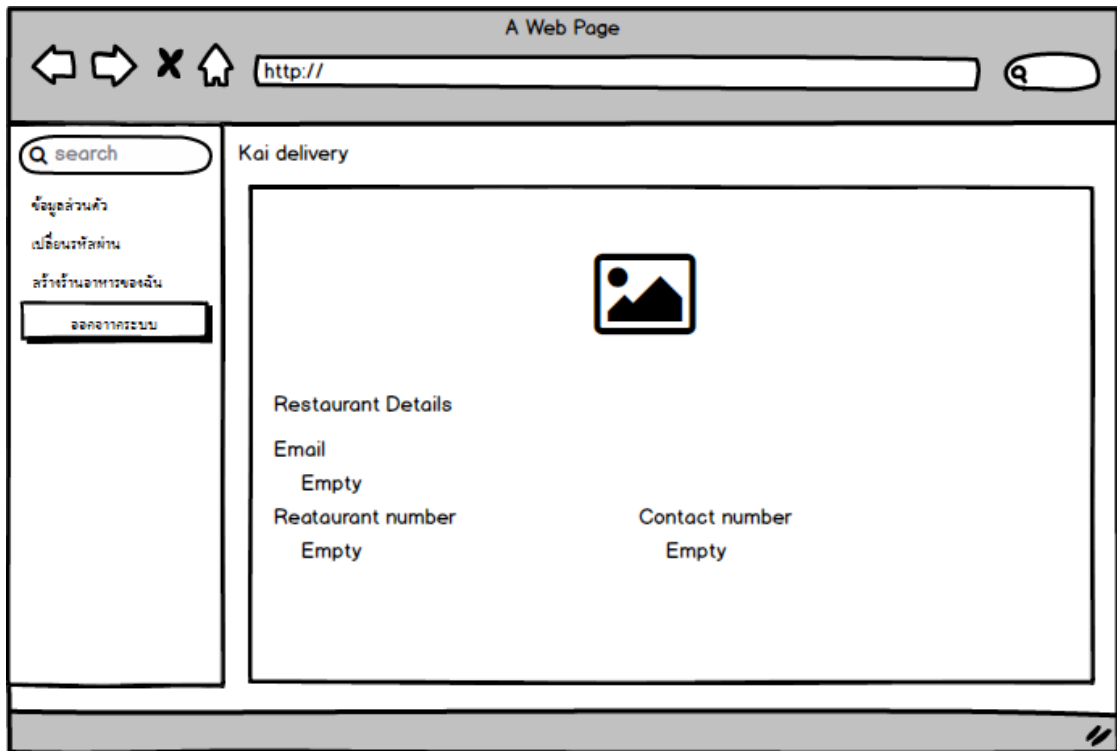 A Web Page
http://
search
Kai delivery
ข้อมูลส่วนตัว
เปลี่ยนรหัสผ่าน
สร้างร้านอาหารของฉัน
ออกอาากระบบ
Restaurant Details
Email
Empty
Reataurant number
Contact number
Empty
Empty